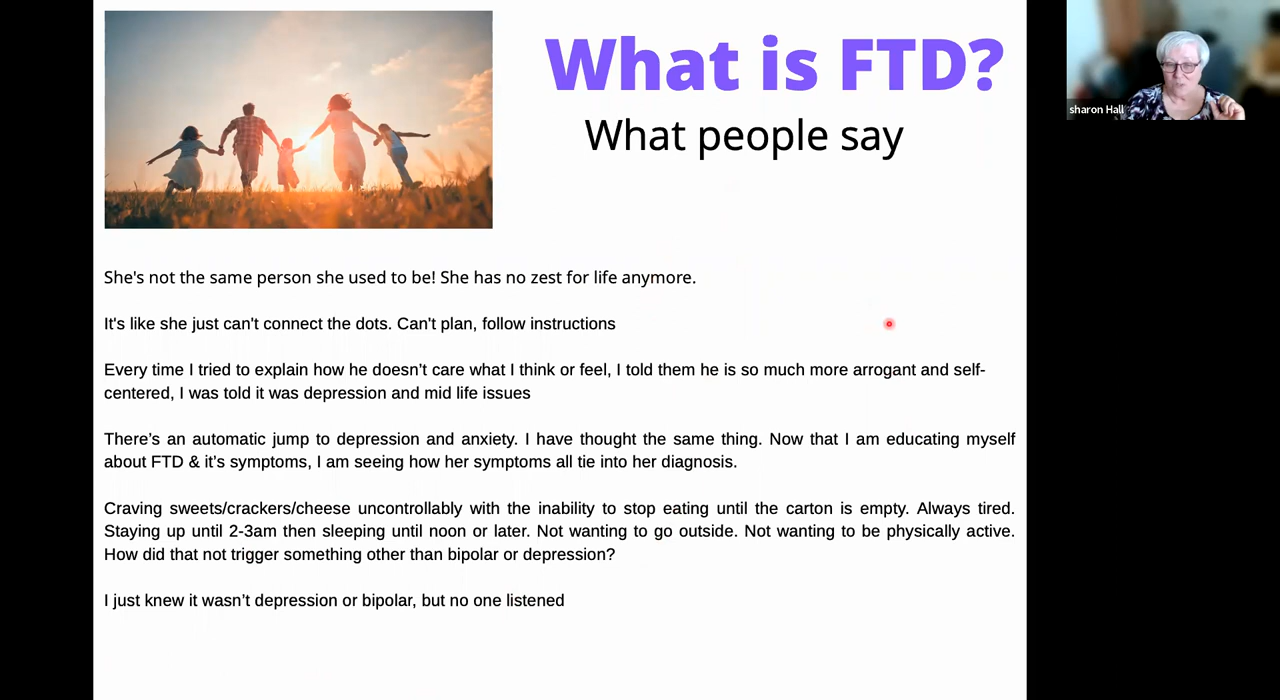 What is FTD?
What people say
sharon Hall
She's not the same person she used to be! She has no zest for life anymore.
It's like she just can't connect the dots. Can't plan, follow instructions
Every time I tried to explain how he doesn’t care what I think or feel, I told them he is so much more arrogant and self-
centered, I was told it was depression and mid life issues
There’s an automatic jump to depression and anxiety. I have thought the same thing. Now that I am educating myself
about FTD & it’s symptoms, I am seeing how her symptoms all tie into her diagnosis.
Craving sweets/crackers/cheese uncontrollably with the inability to stop eating until the carton is empty. Always tired.
Staying up until 2-3am then sleeping until noon or later. Not wanting to go outside. Not wanting to be physically active.
How did that not trigger something other than bipolar or depression?
I just knew it wasn’t depression or bipolar, but no one listened